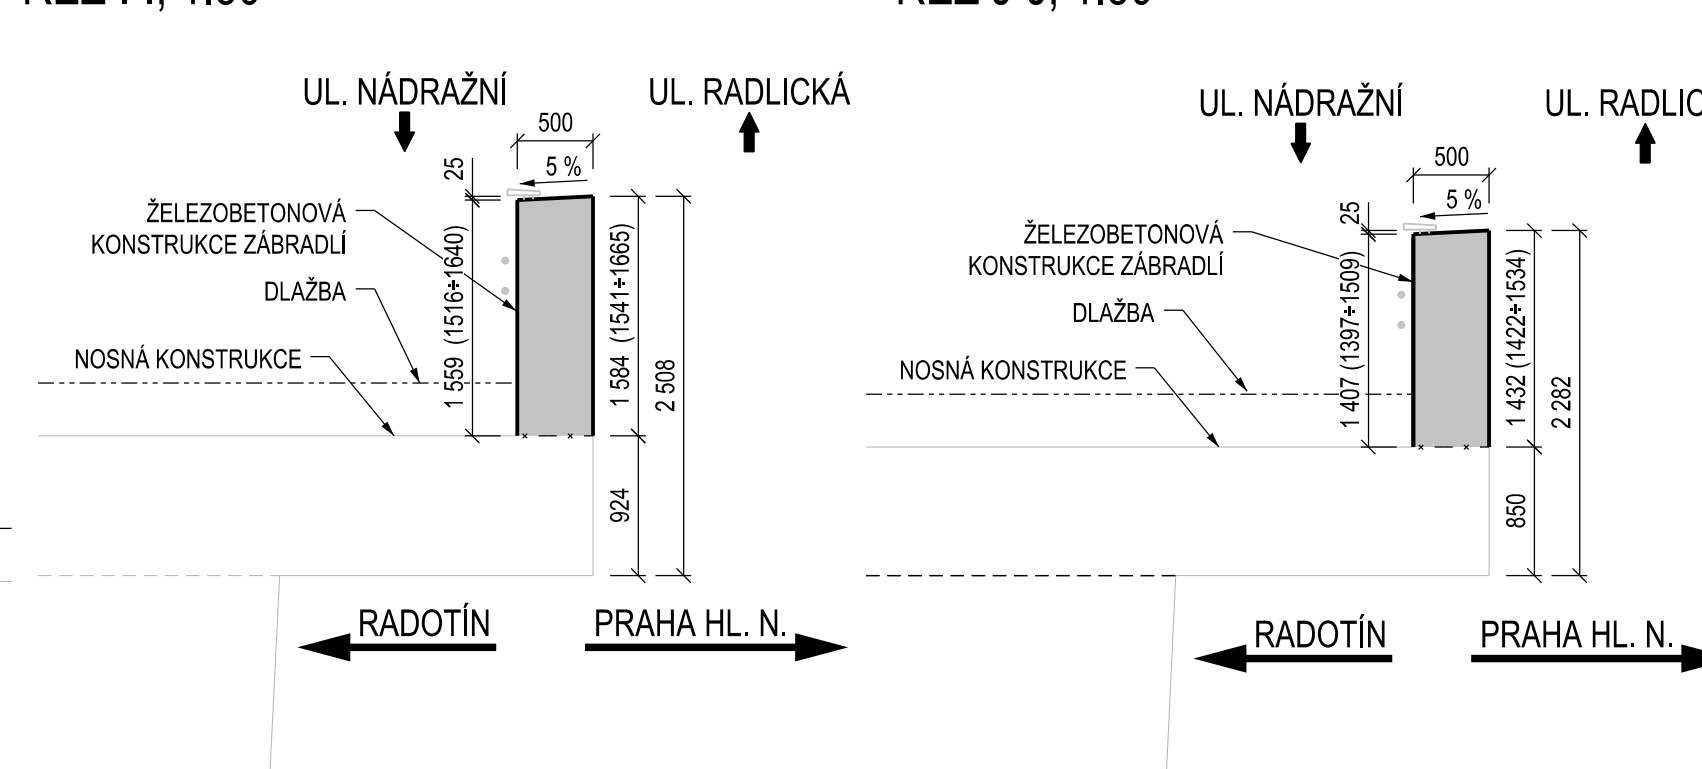 UL. NÁDRAŽNÍ
UL. RADLICKÁ
500
25
5 %
ŽELEZOBETONOVÁ
KONSTRUKCE ZÁBRADLÍ
DLAŽBA
NOSNÁ KONSTRUKCE
1 559 (1516÷1640)
1 584 (1541÷1665)
2 508
924
RADOTÍN
PRAHA HL. N.
UL. NÁDRAŽNÍ
UL. RADLIC
500
25
5 %
ŽELEZOBETONOVÁ
KONSTRUKCE ZÁBRADLÍ
DLAŽBA
NOSNÁ KONSTRUKCE
1 407 (1397÷1509)
1 432 (1422÷1534)
2 282
850
RADOTÍN
PRAHA HL. N.